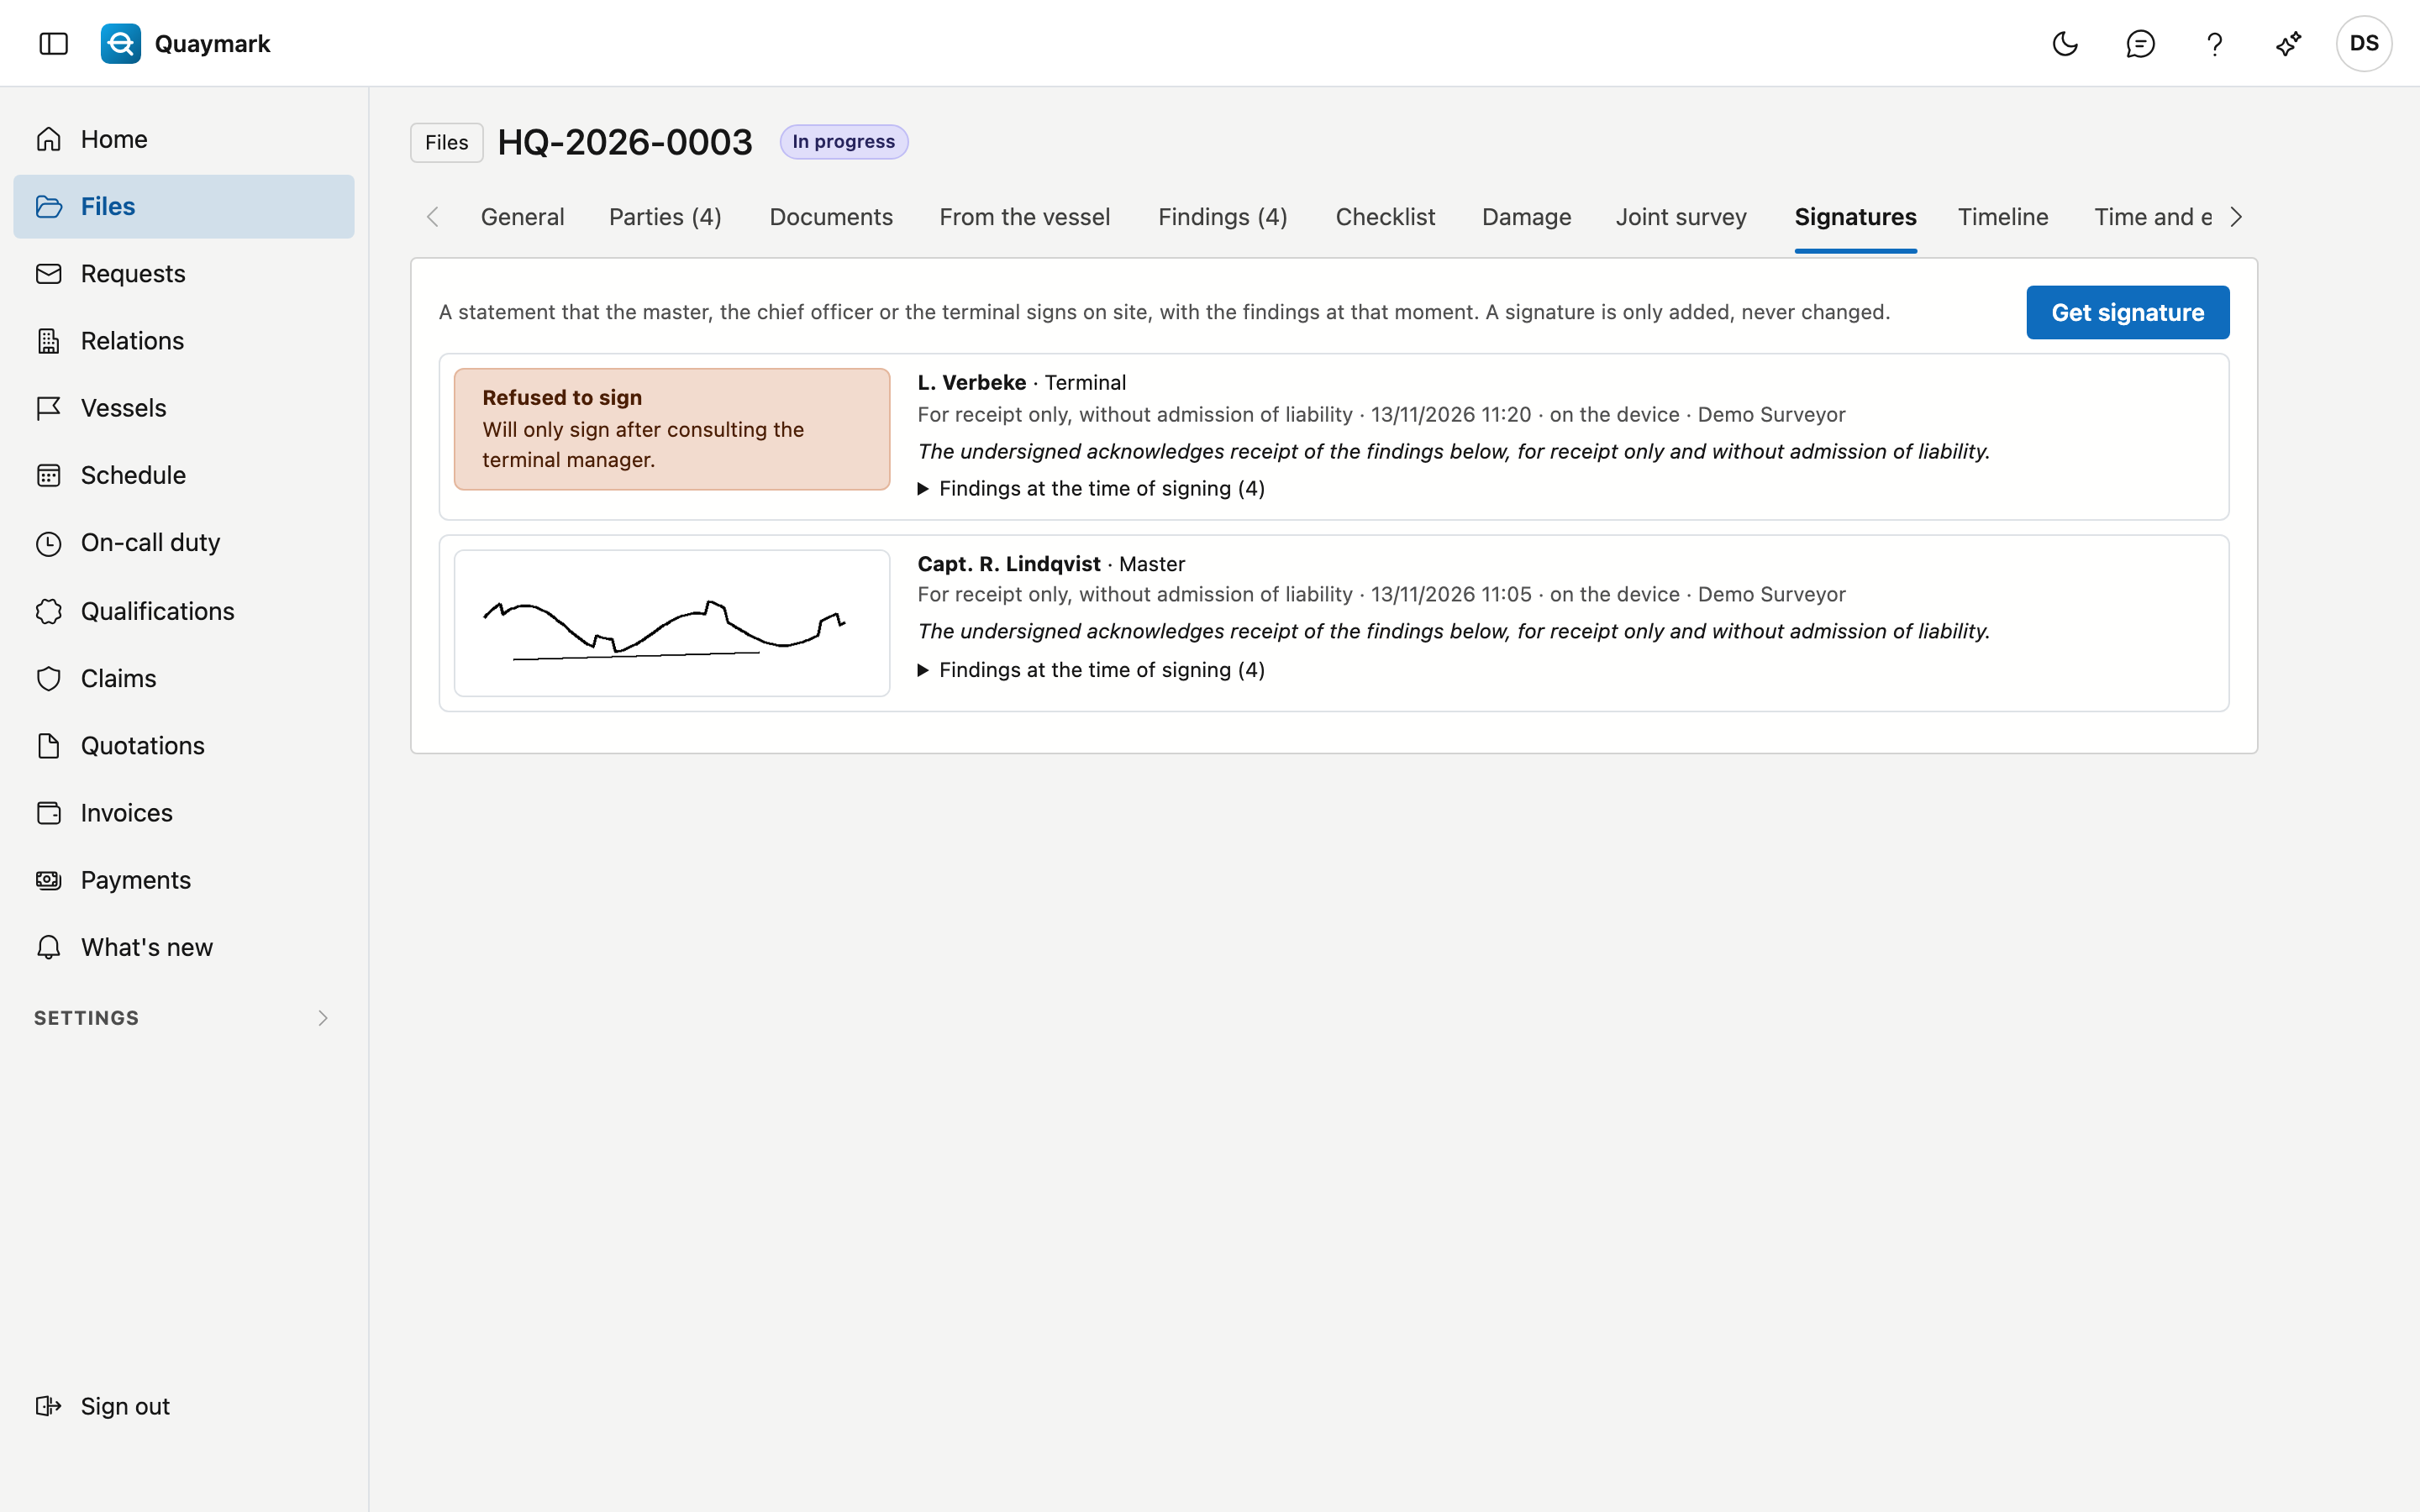 Quaymark
DS
Home
Files
Requests
Relations
Vessels
Schedule
On-call duty
Qualifications
Claims
Quotations
Invoices
Payments
What's new
SETTINGS
Sign out
Files HQ-2026-0003 In progress
General Parties (4) Documents From the vessel Findings (4) Checklist Damage Joint survey Signatures Timeline Time and e
A statement that the master, the chief officer or the terminal signs on site, with the findings at that moment. A signature is only added, never changed.
Get signature
Refused to sign
Will only sign after consulting the
terminal manager.
L. Verbeke · Terminal
For receipt only, without admission of liability · 13/11/2026 11:20 · on the device · Demo Surveyor
The undersigned acknowledges receipt of the findings below, for receipt only and without admission of liability.
Findings at the time of signing (4)
Capt. R. Lindqvist · Master
For receipt only, without admission of liability · 13/11/2026 11:05 · on the device · Demo Surveyor
The undersigned acknowledges receipt of the findings below, for receipt only and without admission of liability.
Findings at the time of signing (4)